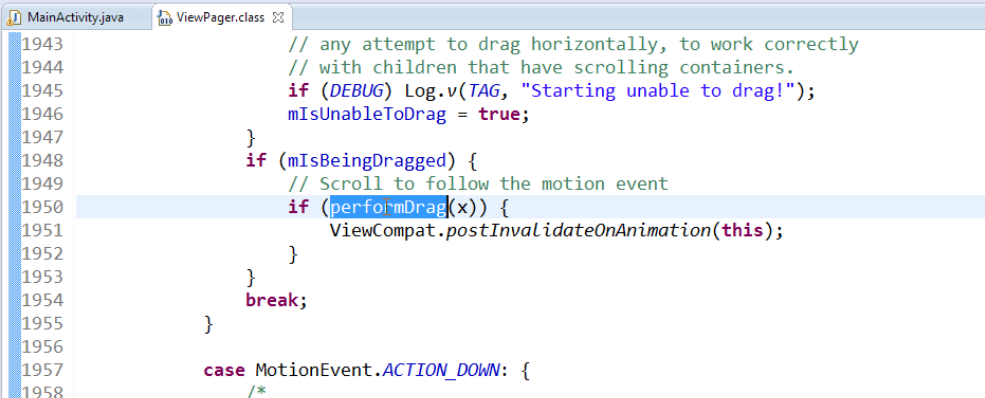 MainActivity.java ViewPager.class
1943 // any attempt to drag horizontally, to work correctly
1944 // with children that have scrolling containers.
1945 if (DEBUG) Log.v(TAG, "Starting unable to drag!");
1946 mIsUnableToDrag = true;
1947 }
1948 if (mIsBeingDragged) {
1949 // Scroll to follow the motion event
1950 if (performDrag(x)) {
1951 ViewCompat.postInvalidateOnAnimation(this);
1952 }
1953 }
1954 break;
1955 }
1956
1957 case MotionEvent.ACTION_DOWN: {
1958 /*